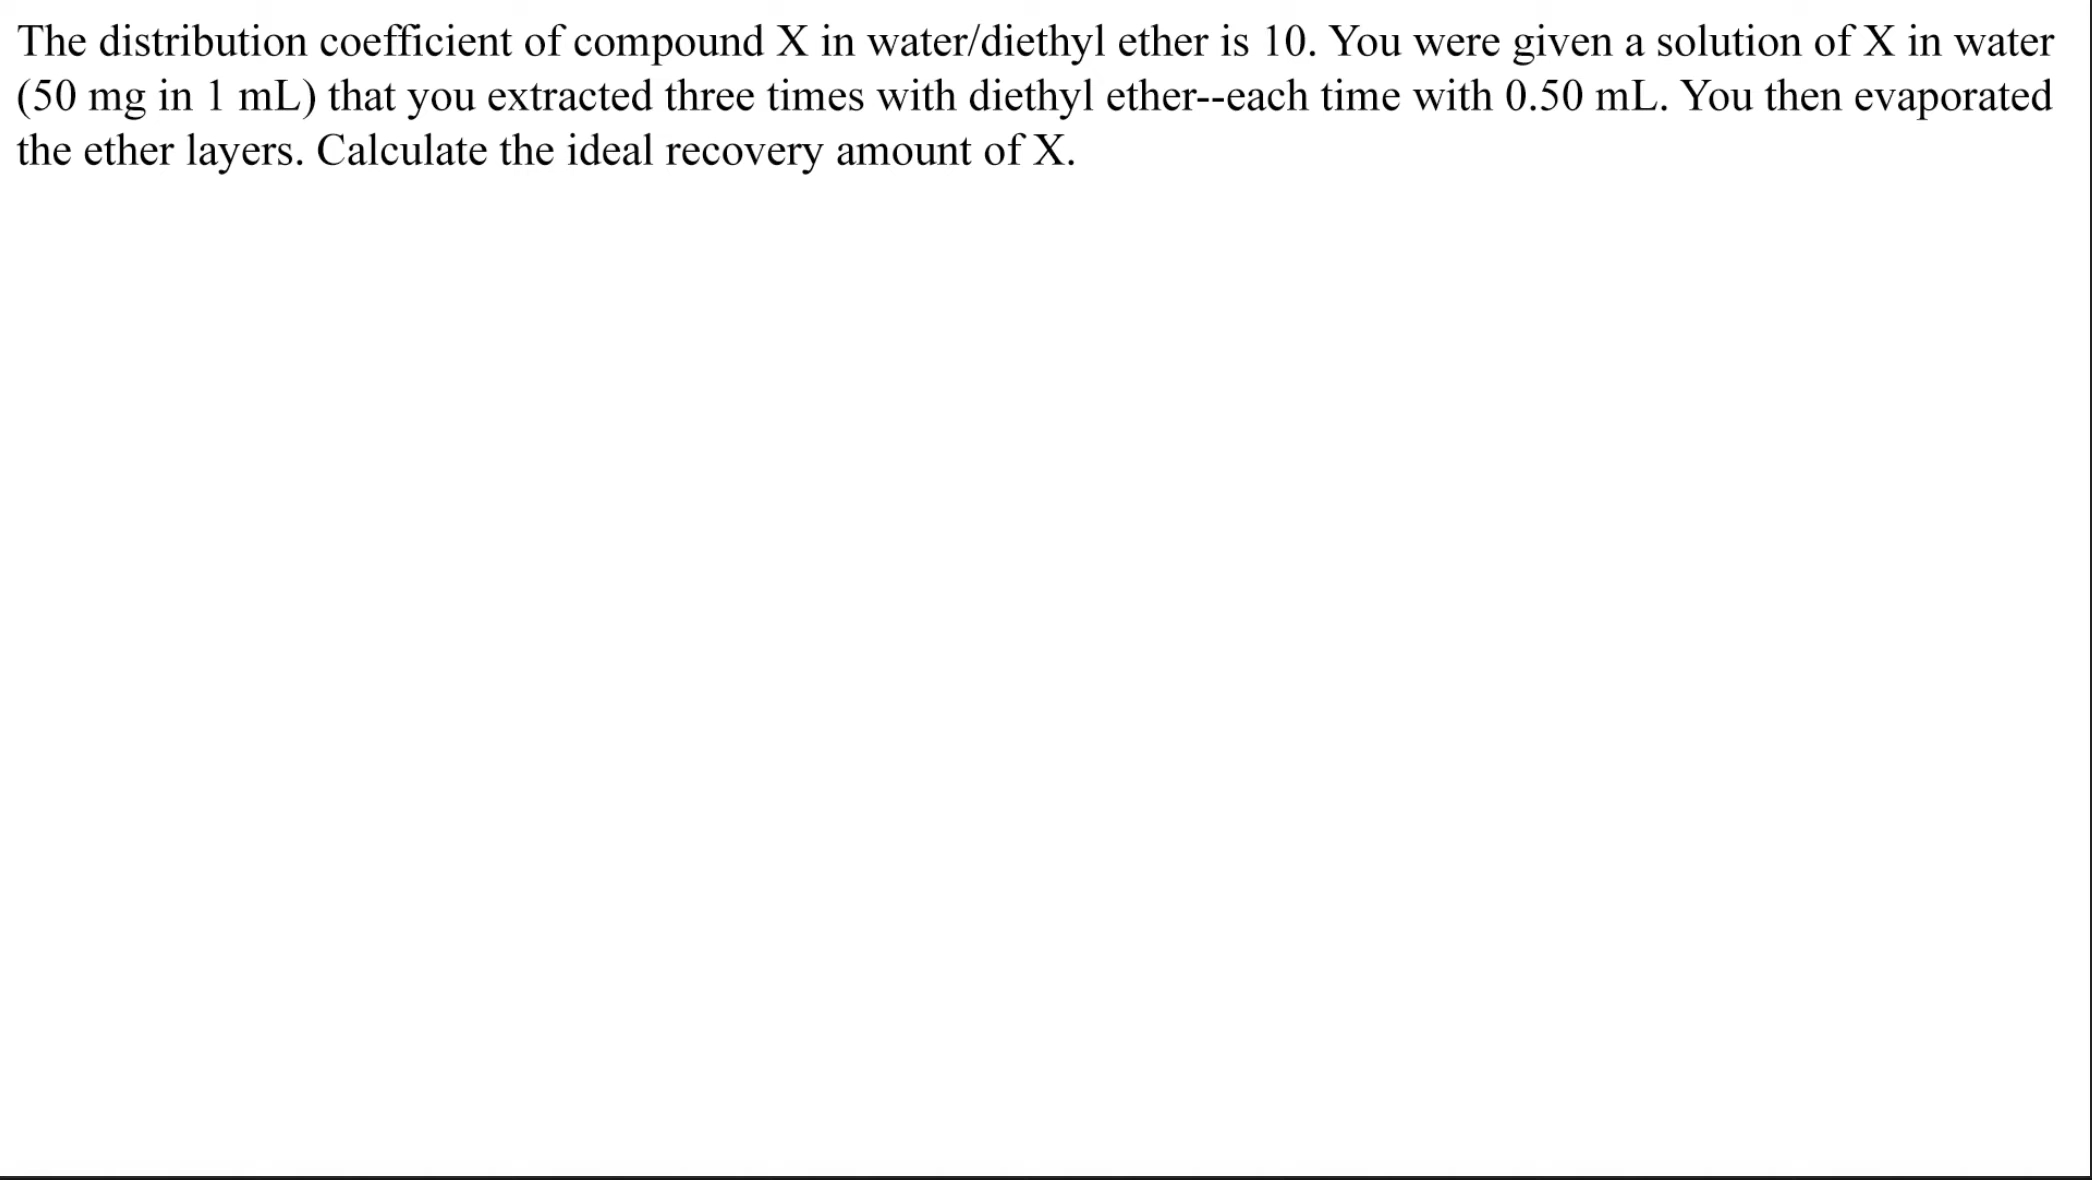 The distribution coefficient of compound X in water/diethyl ether is 10. You were given a solution of X in water
(50 mg in 1 mL) that you extracted three times with diethyl ether--each time with 0.50 mL. You then evaporated
the ether layers. Calculate the ideal recovery amount of X.